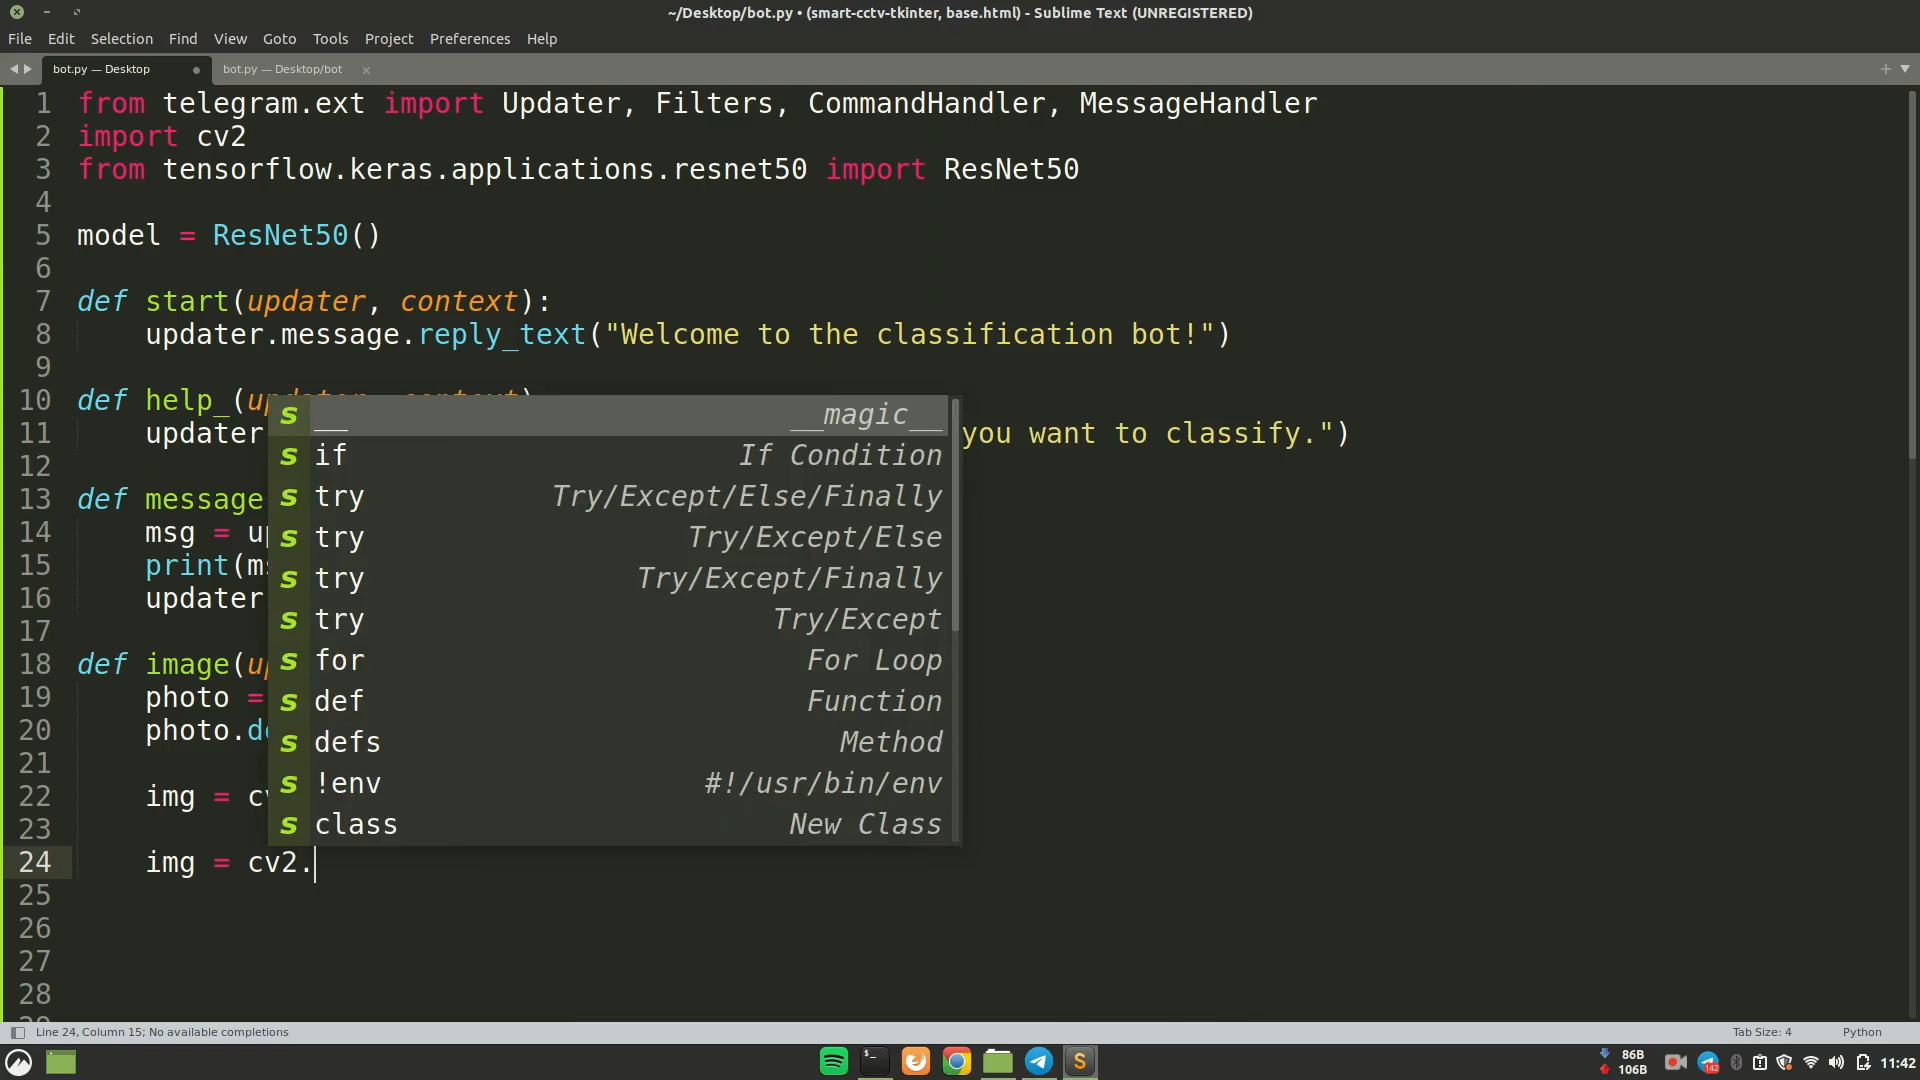 ~/Desktop/bot.py • (smart-cctv-tkinter, base.html) - Sublime Text (UNREGISTERED)
File Edit Selection Find View Goto Tools Project Preferences Help
bot.py — Desktop bot.py — Desktop/bot
1 from telegram.ext import Updater, Filters, CommandHandler, MessageHandler
2 import cv2
3 from tensorflow.keras.applications.resnet50 import ResNet50
4
5 model = ResNet50()
6
7 def start(updater, context):
8 updater.message.reply_text("Welcome to the classification bot!")
9
10 def help_(updater, context)
s __ __magic__
11 updater you want to classify.")
s if If Condition
12
13 def message
s try Try/Except/Else/Finally
14 msg = up
s try Try/Except/Else
15 print(ms
s try Try/Except/Finally
16 updater
s try Try/Except
17
18 def image(up
s for For Loop
19 photo =
s def Function
20 photo.do
s defs Method
21
s !env #!/usr/bin/env
22 img = cv
23
s class New Class
24 img = cv2.
25
26
27
28
Line 24, Column 15; No available completions Tab Size: 4 Python
86B
106B
142
11:42